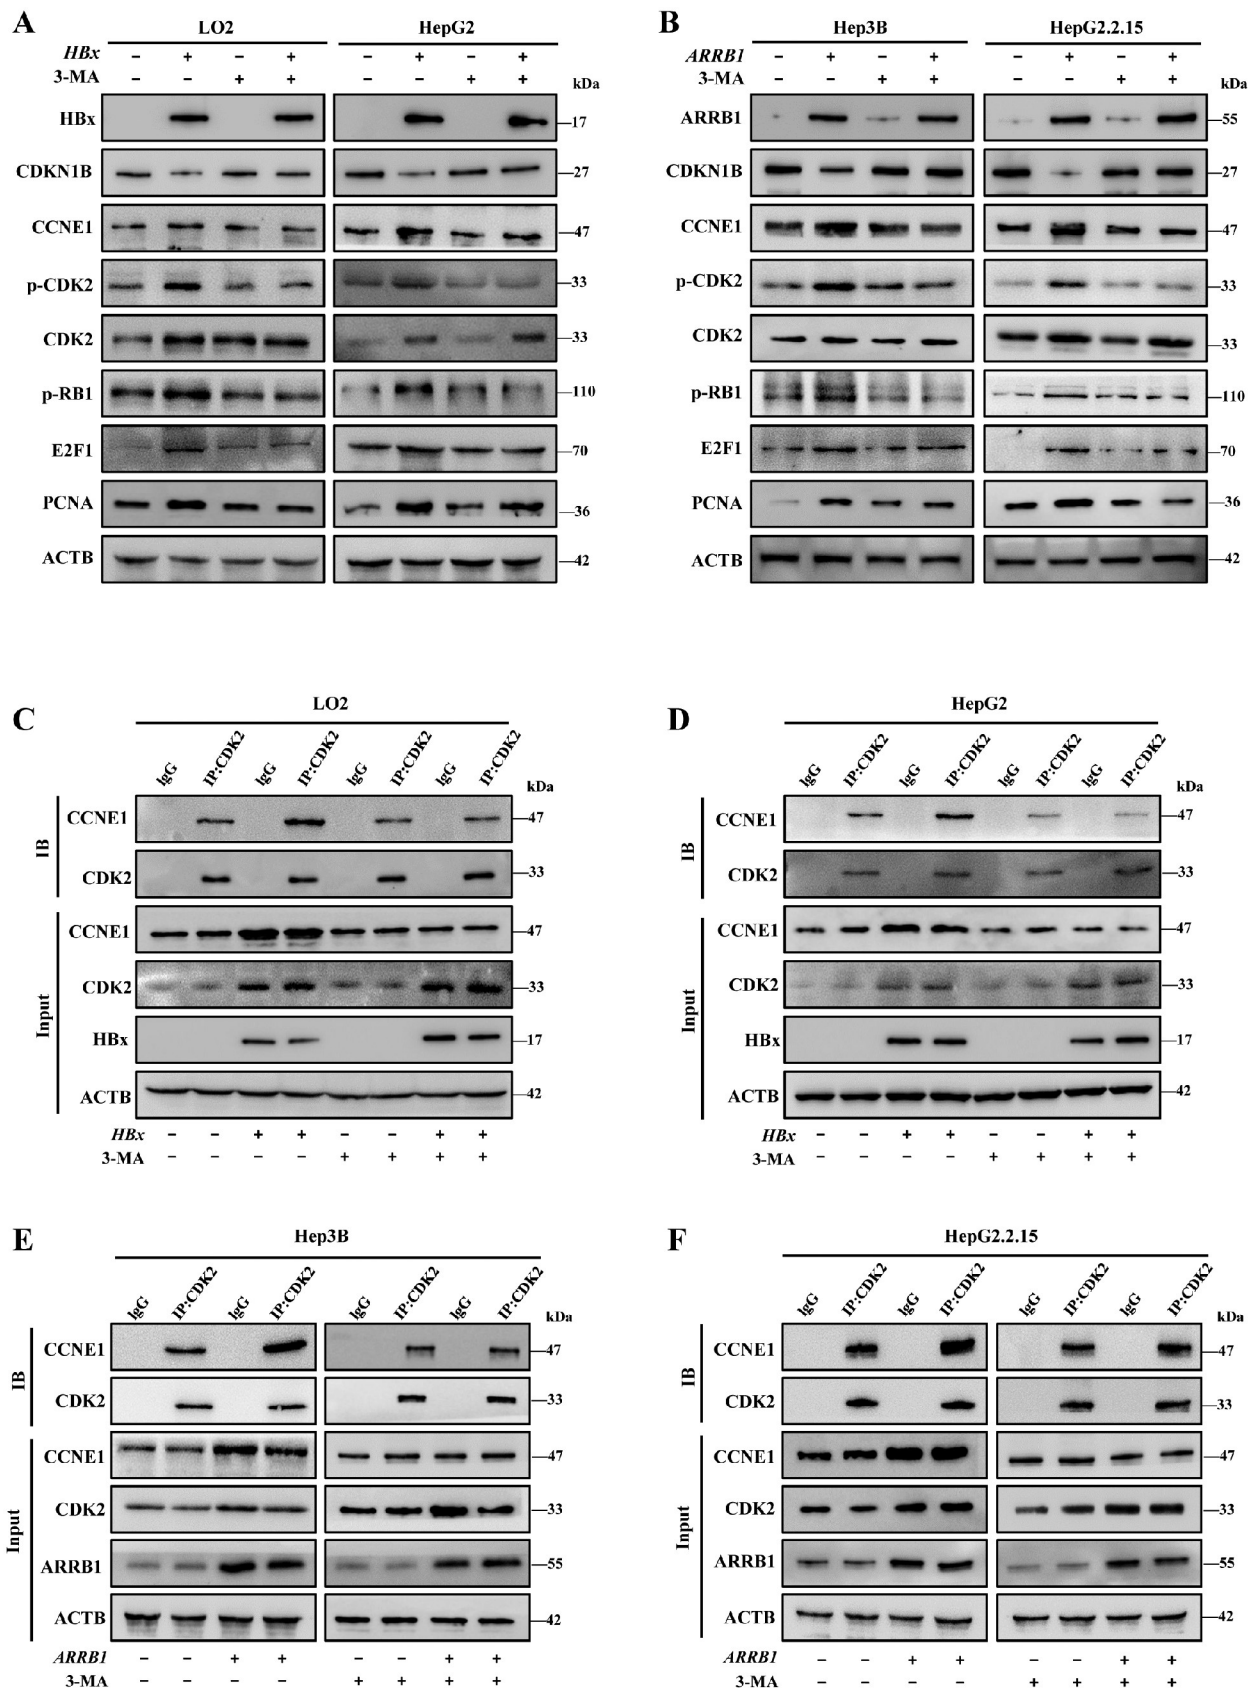 A
LO2 HepG2
HBx – + – + – + – +
3-MA – – + + – – + +
kDa
HBx 17
CDKN1B 27
CCNE1 47
p-CDK2 33
CDK2 33
p-RB1 110
E2F1 70
PCNA 36
ACTB 42
B
Hep3B HepG2.2.15
ARRB1 – + – + – + – +
3-MA – – + + – – + +
kDa
ARRB1 55
CDKN1B 27
CCNE1 47
p-CDK2 33
CDK2 33
p-RB1 110
E2F1 70
PCNA 36
ACTB 42
C
LO2
IgG IP:CDK2 IgG IP:CDK2 IgG IP:CDK2 IgG IP:CDK2
kDa
IB
CCNE1 47
CDK2 33
Input
CCNE1 47
CDK2 33
HBx 17
ACTB 42
HBx – – + + – – + +
3-MA – – – – + + + +
D
HepG2
IgG IP:CDK2 IgG IP:CDK2 IgG IP:CDK2 IgG IP:CDK2
kDa
IB
CCNE1 47
CDK2 33
Input
CCNE1 47
CDK2 33
HBx 17
ACTB 42
HBx – – + + – – + +
3-MA – – – – + + + +
E
Hep3B
IgG IP:CDK2 IgG IP:CDK2 IgG IP:CDK2 IgG IP:CDK2
kDa
IB
CCNE1 47
CDK2 33
Input
CCNE1 47
CDK2 33
ARRB1 55
ACTB 42
ARRB1 – – + + – – + +
3-MA – – – – + + + +
F
HepG2.2.15
IgG IP:CDK2 IgG IP:CDK2 IgG IP:CDK2 IgG IP:CDK2
kDa
IB
CCNE1 47
CDK2 33
Input
CCNE1 47
CDK2 33
ARRB1 55
ACTB 42
ARRB1 – – + + – – + +
3-MA – – – – + + + +